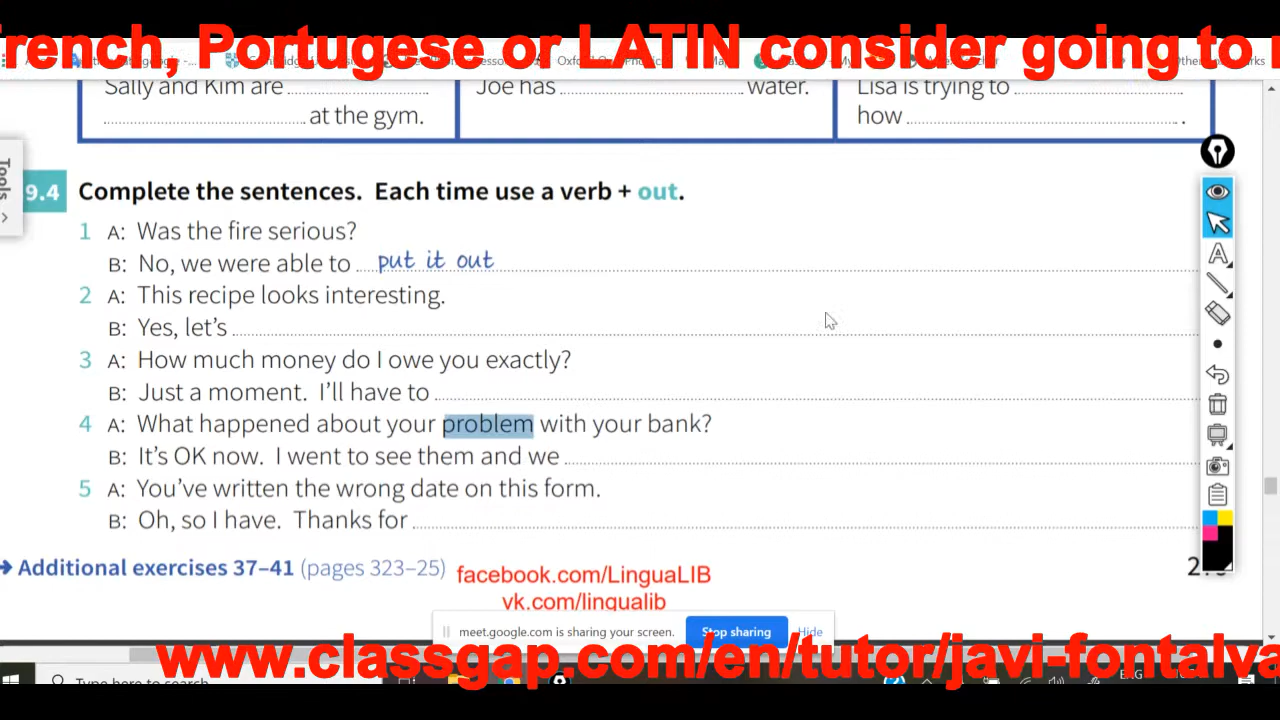 French, Portugese or LATIN consider going to
Sally and Kim are
at the gym.
Joe has water.
Lisa is trying to
how .
Tools
9.4 Complete the sentences. Each time use a verb + out.
1 A: Was the fire serious?
B: No, we were able to put it out
2 A: This recipe looks interesting.
B: Yes, let's
3 A: How much money do I owe you exactly?
B: Just a moment. I'll have to
4 A: What happened about your problem with your bank?
B: It's OK now. I went to see them and we
5 A: You've written the wrong date on this form.
B: Oh, so I have. Thanks for
→ Additional exercises 37–41 (pages 323–25)
facebook.com/LinguaLIB
vk.com/lingualib
meet.google.com is sharing your screen. Stop sharing Hide
www.classgap.com/en/tutor/javi-fontalva
Type here to search